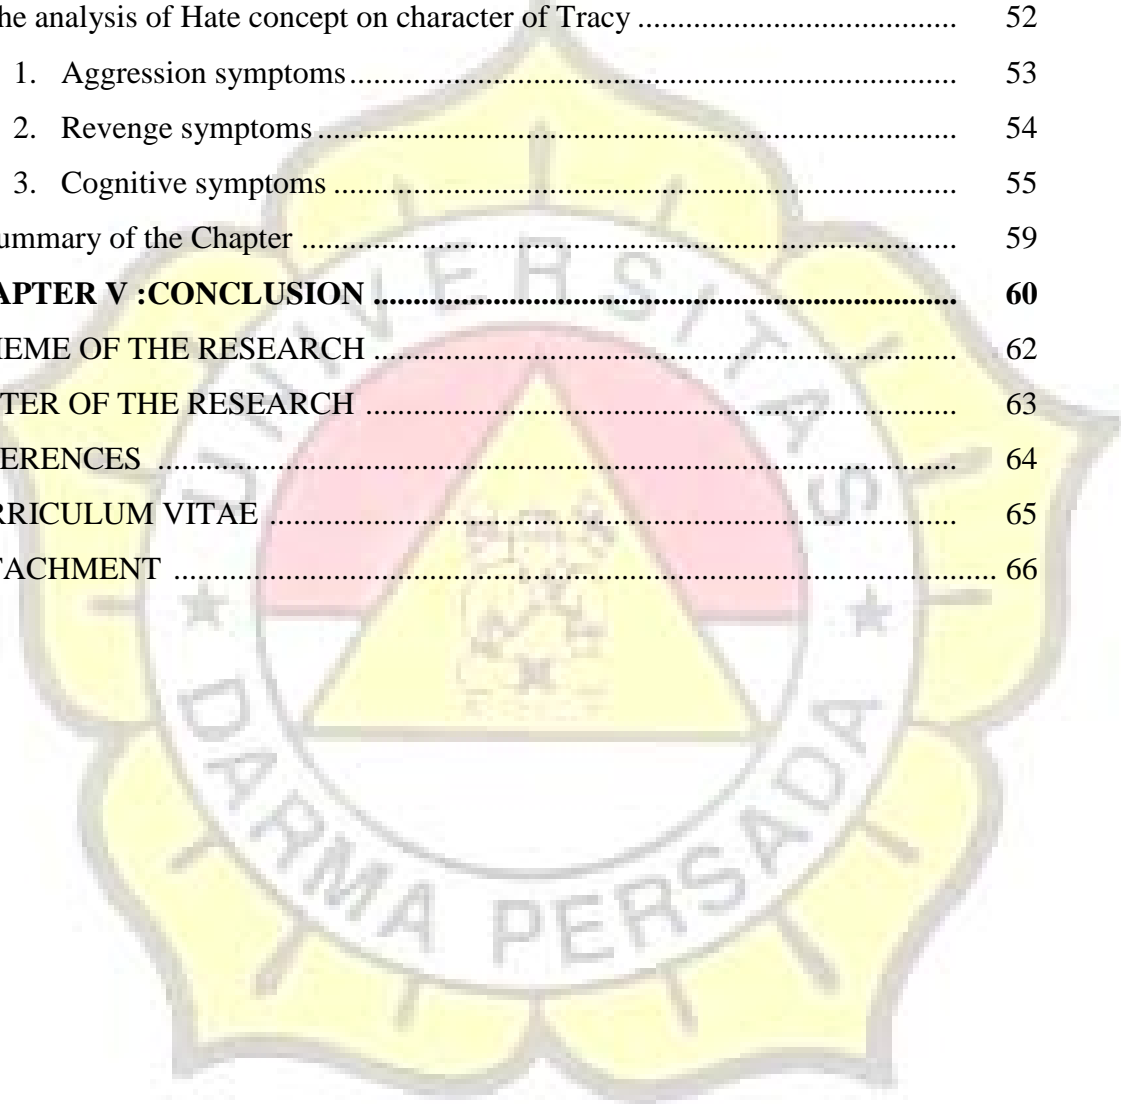 he analysis of Hate concept on character of Tracy ........................................ 52
1. Aggression symptoms ........................................ 53
2. Revenge symptoms ........................................ 54
3. Cognitive symptoms ........................................ 55
ummary of the Chapter ........................................ 59
APTER V :CONCLUSION ........................................ 60
HEME OF THE RESEARCH ........................................ 62
TER OF THE RESEARCH ........................................ 63
ERENCES ........................................ 64
RRICULUM VITAE ........................................ 65
TACHMENT ........................................ 66
UNIVERSITAS
DARMA PERSADA